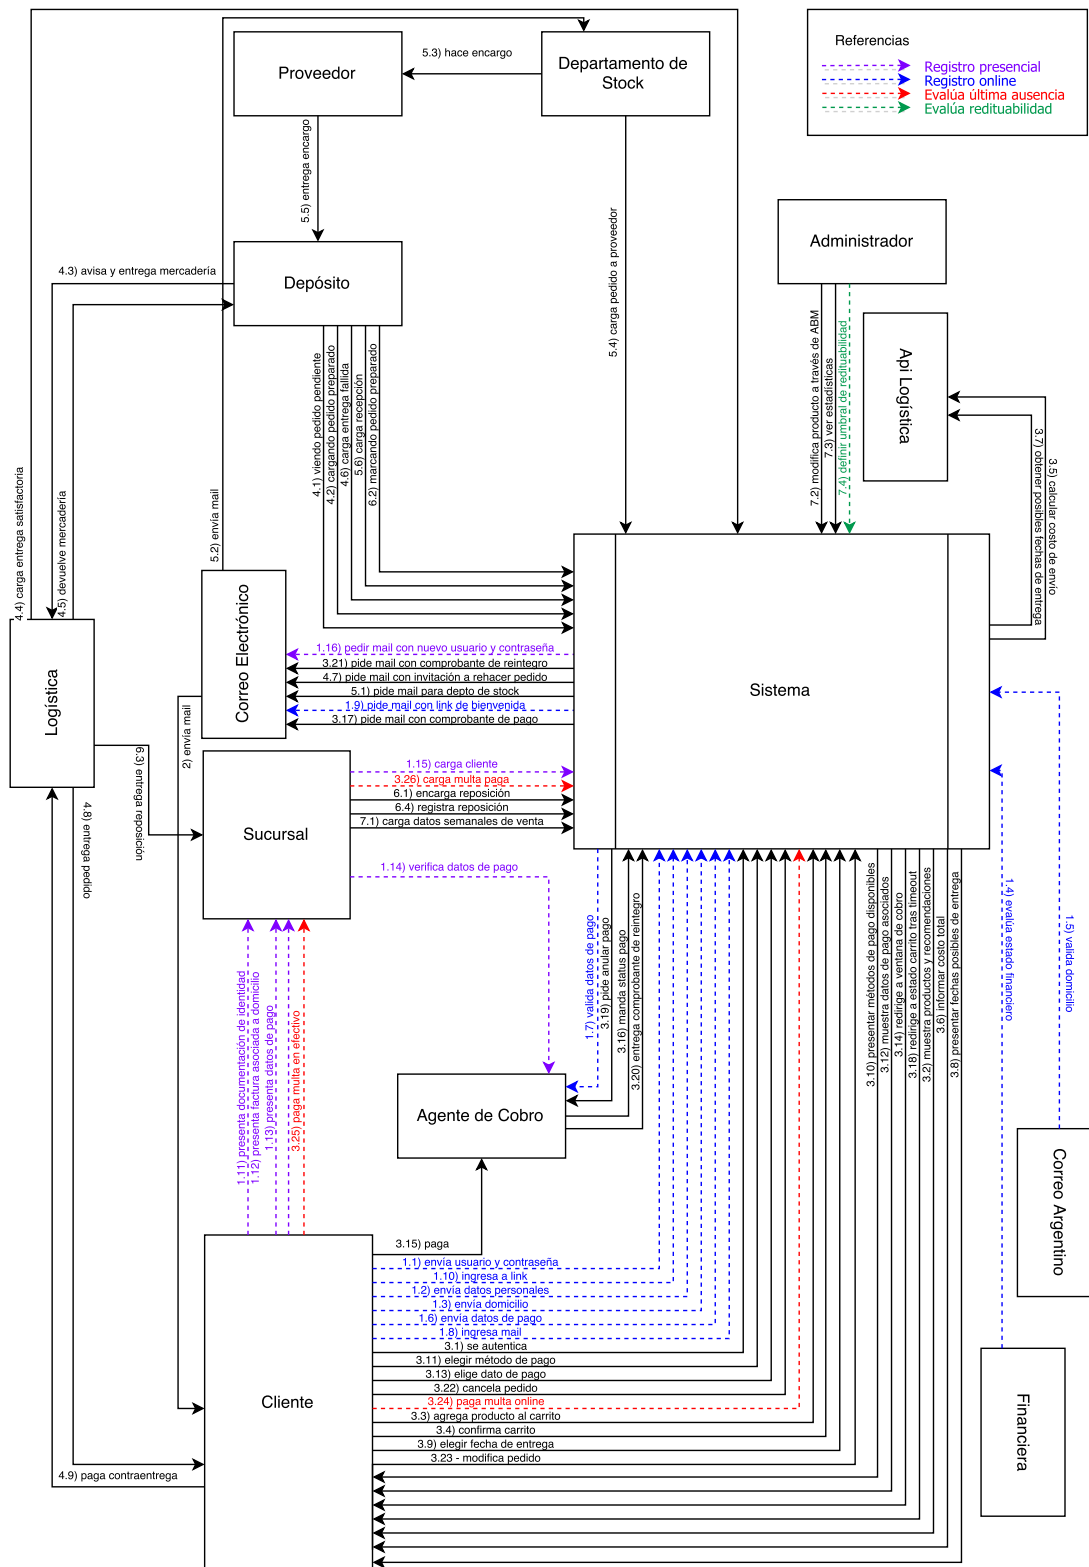 Referencias
Registro presencial
Registro online
Evalúa última ausencia
Evalúa redituabilidad
Proveedor
5.3) hace encargo
Departamento de
Stock
5.5) entrega encargo
5.4) carga pedido a proveedor
Administrador
4.3) avisa y entrega mercadería
Depósito
Api Logística
7.2) modifica producto a través de ABM
7.3) ver estadísticas
7.4) definir umbral de redituabilidad
3.7) obtener posibles fechas de entrega
3.5) calcular costo de envio
4.1) viendo pedido pendiente
4.2) cargando pedido preparado
4.6) carga entrega fallida
5.6) carga recepción
6.2) marcando pedido preparado
4.4) carga entrega satisfactoria
4.5) devuelve mercadería
5.2) envía mail
Logística
Correo Electrónico
1.16) pedir mail con nuevo usuario y contraseña
3.21) pide mail con comprobante de reintegro
4.7) pide mail con invitación a rehacer pedido
5.1) pide mail para depto de stock
1.9) pide mail con link de bienvenida
3.17) pide mail con comprobante de pago
Sistema
2) envía mail
6.3) entrega reposición
4.8) entrega pedido
Sucursal
1.15) carga cliente
3.26) carga multa paga
6.1) encarga reposición
6.4) registra reposición
7.1) carga datos semanales de venta
1.14) verifica datos de pago
1.7) valida datos de pago
3.19) pide anular pago
3.16) manda status pago
3.20) entrega comprobante de reintegro
3.10) presentar métodos de pago disponibles
3.12) muestra datos de pago asociados
3.14) redirige a ventana de cobro
3.18) redirige a estado carrito tras timeout
3.2) muestra productos y recomendaciones
3.6) informar costo total
3.8) presentar fechas posibles de entrega
1.4) evalúa estado financiero
1.5) valida domicilio
1.11) presenta documentación de identidad
1.12) presenta factura asociada a domicilio
1.13) presenta datos de pago
3.25) paga multa en efectivo
Agente de Cobro
Correo Argentino
3.15) paga
1.1) envía usuario y contraseña
1.10) ingresa a link
1.2) envía datos personales
1.3) envía domicilio
1.6) envía datos de pago
1.8) ingresa mail
3.1) se autentica
3.11) elegir método de pago
3.13) elige dato de pago
3.22) cancela pedido
3.24) paga multa online
3.3) agrega producto al carrito
3.4) confirma carrito
3.9) elegir fecha de entrega
3.23 - modifica pedido
Cliente
Financiera
4.9) paga contraentrega